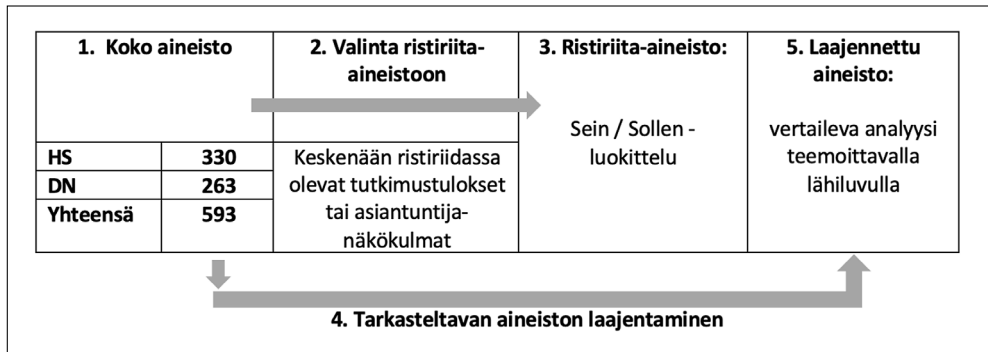 1. Koko aineisto
2. Valinta ristiriita-
aineistoon
3. Ristiriita-aineisto:
5. Laajennettu
aineisto:
Sein / Sollen -
luokittelu
vertaileva analyysi
teemoittavalla
lähiluvulla
HS 330
DN 263
Yhteensä 593
Keskenään ristiriidassa
olevat tutkimustulokset
tai asiantuntija-
näkökulmat
4. Tarkasteltavan aineiston laajentaminen